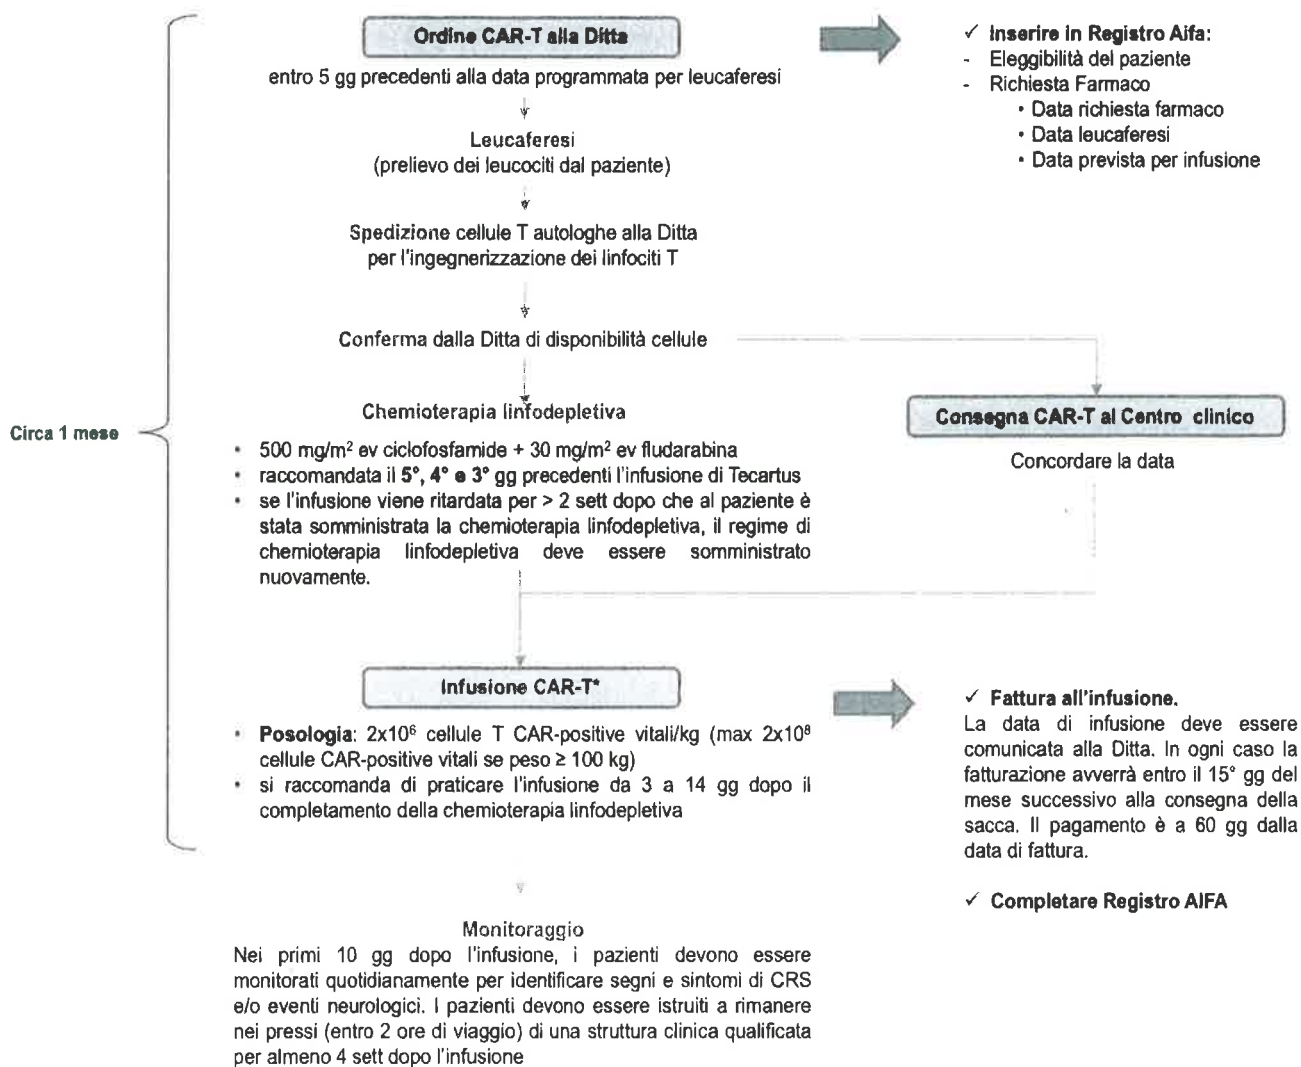 Ordine CAR-T alla Ditta
entro 5 gg precedenti alla data programmata per leucaferesi
✓ Inserire in Registro Aifa:
- Eleggibilità del paziente
- Richiesta Farmaco
• Data richiesta farmaco
• Data leucaferesi
• Data prevista per infusione
Leucaferesi
(prelievo dei leucociti dal paziente)
Spedizione cellule T autologhe alla Ditta
per l'ingegnerizzazione dei linfociti T
Conferma dalla Ditta di disponibilità cellule
Circa 1 mese
Chemioterapia linfodepletiva
• 500 mg/m² ev ciclofosfamide + 30 mg/m² ev fludarabina
• raccomandata il 5°, 4° e 3° gg precedenti l'infusione di Tecartus
• se l'infusione viene ritardata per > 2 sett dopo che al paziente è
stata somministrata la chemioterapia linfodepletiva, il regime di
chemioterapia linfodepletiva deve essere somministrato
nuovamente.
Consegna CAR-T al Centro clinico
Concordare la data
Infusione CAR-T*
• Posologia: 2x10⁶ cellule T CAR-positive vitali/kg (max 2x10⁸
cellule CAR-positive vitali se peso ≥ 100 kg)
• si raccomanda di praticare l'infusione da 3 a 14 gg dopo il
completamento della chemioterapia linfodepletiva
✓ Fattura all'infusione.
La data di infusione deve essere
comunicata alla Ditta. In ogni caso la
fatturazione avverrà entro il 15° gg del
mese successivo alla consegna della
sacca. Il pagamento è a 60 gg dalla
data di fattura.
✓ Completare Registro AIFA
Monitoraggio
Nei primi 10 gg dopo l'infusione, i pazienti devono essere
monitorati quotidianamente per identificare segni e sintomi di CRS
e/o eventi neurologici. I pazienti devono essere istruiti a rimanere
nei pressi (entro 2 ore di viaggio) di una struttura clinica qualificata
per almeno 4 sett dopo l'infusione